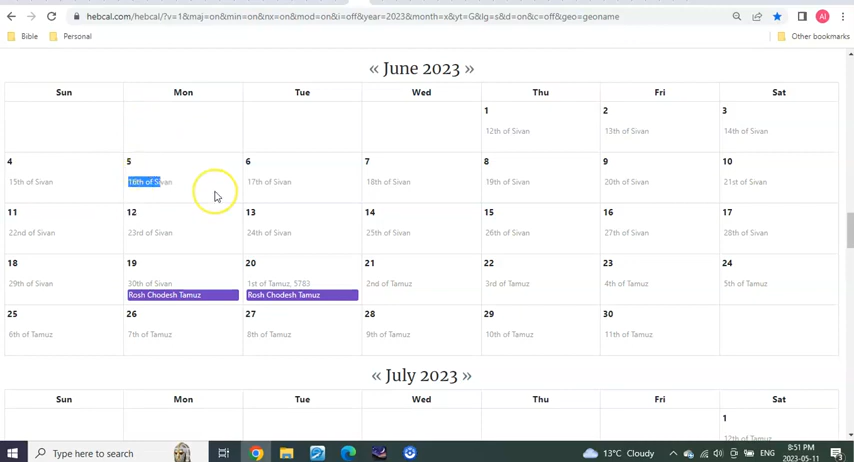 hebcal.com/hebcal/?v=1&maj=on&min=on&nx=on&mod=on&i=off&year=2023&month=x&yt=G&lg=s&d=on&c=off&geo=geoname
AI
Bible Personal Other bookmarks
« June 2023 »
Sun Mon Tue Wed Thu Fri Sat
1 2 3
12th of Sivan 13th of Sivan 14th of Sivan
4 5 6 7 8 9 10
15th of Sivan 16th of Sivan 17th of Sivan 18th of Sivan 19th of Sivan 20th of Sivan 21st of Sivan
11 12 13 14 15 16 17
22nd of Sivan 23rd of Sivan 24th of Sivan 25th of Sivan 26th of Sivan 27th of Sivan 28th of Sivan
18 19 20 21 22 23 24
29th of Sivan 30th of Sivan 1st of Tamuz, 5783 2nd of Tamuz 3rd of Tamuz 4th of Tamuz 5th of Tamuz
Rosh Chodesh Tamuz Rosh Chodesh Tamuz
25 26 27 28 29 30
6th of Tamuz 7th of Tamuz 8th of Tamuz 9th of Tamuz 10th of Tamuz 11th of Tamuz
« July 2023 »
Sun Mon Tue Wed Thu Fri Sat
1
12th of Tamuz
Type here to search 13°C Cloudy ENG 8:51 PM
2023-05-11 3